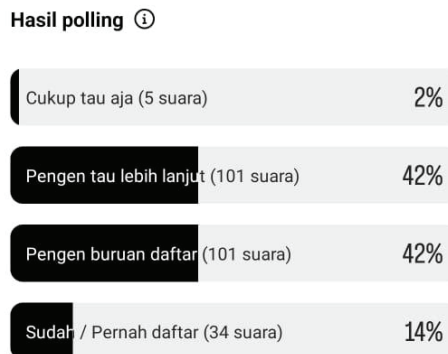 Hasil polling
Cukup tau aja (5 suara) 2%
Pengen tau lebih lanjut (101 suara) 42%
Pengen buruan daftar (101 suara) 42%
Sudah / Pernah daftar (34 suara) 14%